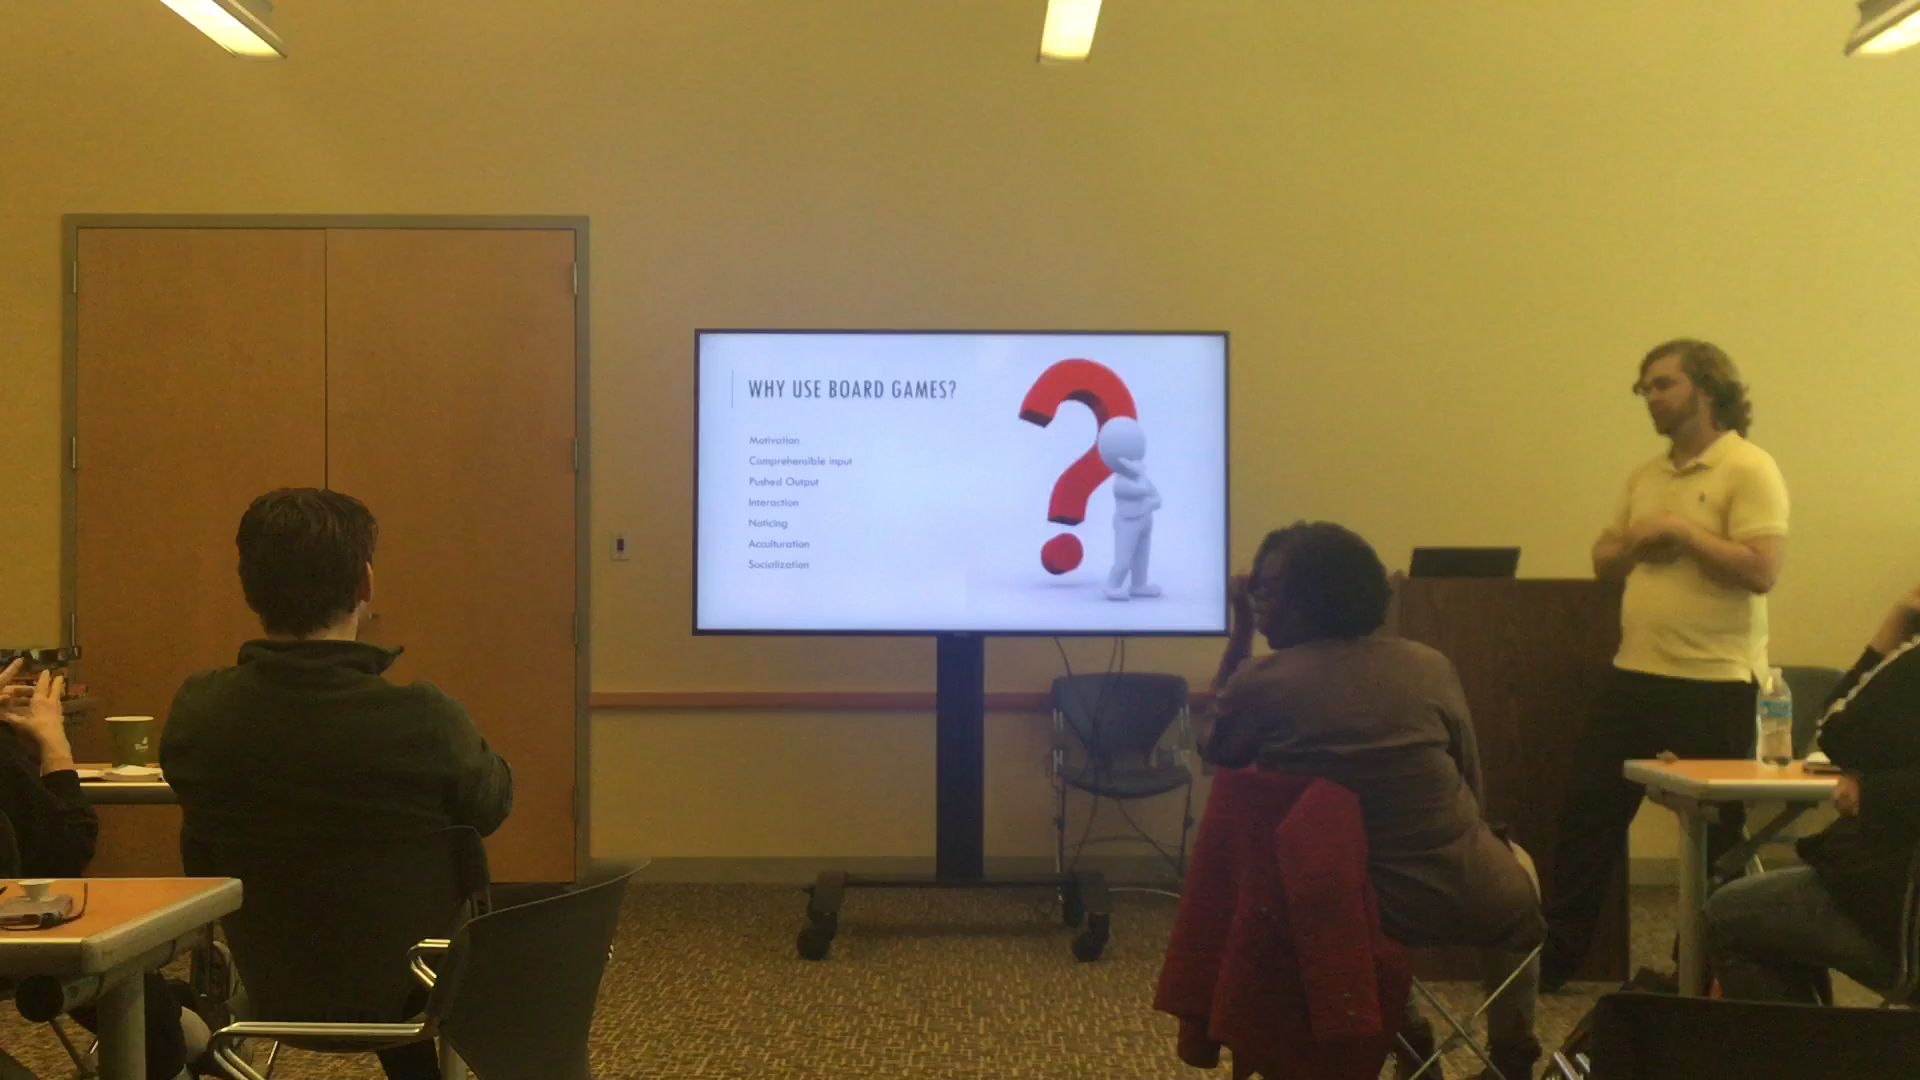 WHY USE BOARD GAMES?
Motivation
Comprehensible input
Pushed Output
Interaction
Noticing
Acculturation
Socialization